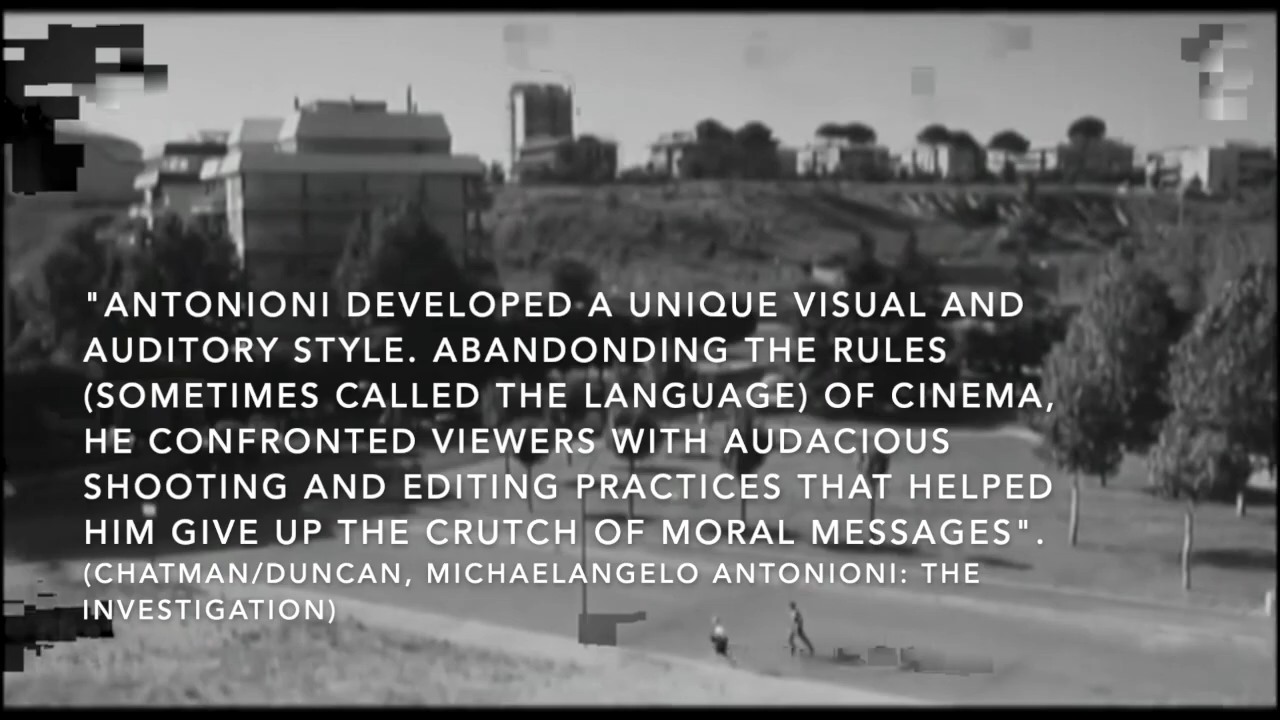 "ANTONIONI DEVELOPED A UNIQUE VISUAL AND
AUDITORY STYLE. ABANDONDING THE RULES
(SOMETIMES CALLED THE LANGUAGE) OF CINEMA,
HE CONFRONTED VIEWERS WITH AUDACIOUS
SHOOTING AND EDITING PRACTICES THAT HELPED
HIM GIVE UP THE CRUTCH OF MORAL MESSAGES".
(CHATMAN/DUNCAN, MICHAELANGELO ANTONIONI: THE
INVESTIGATION)